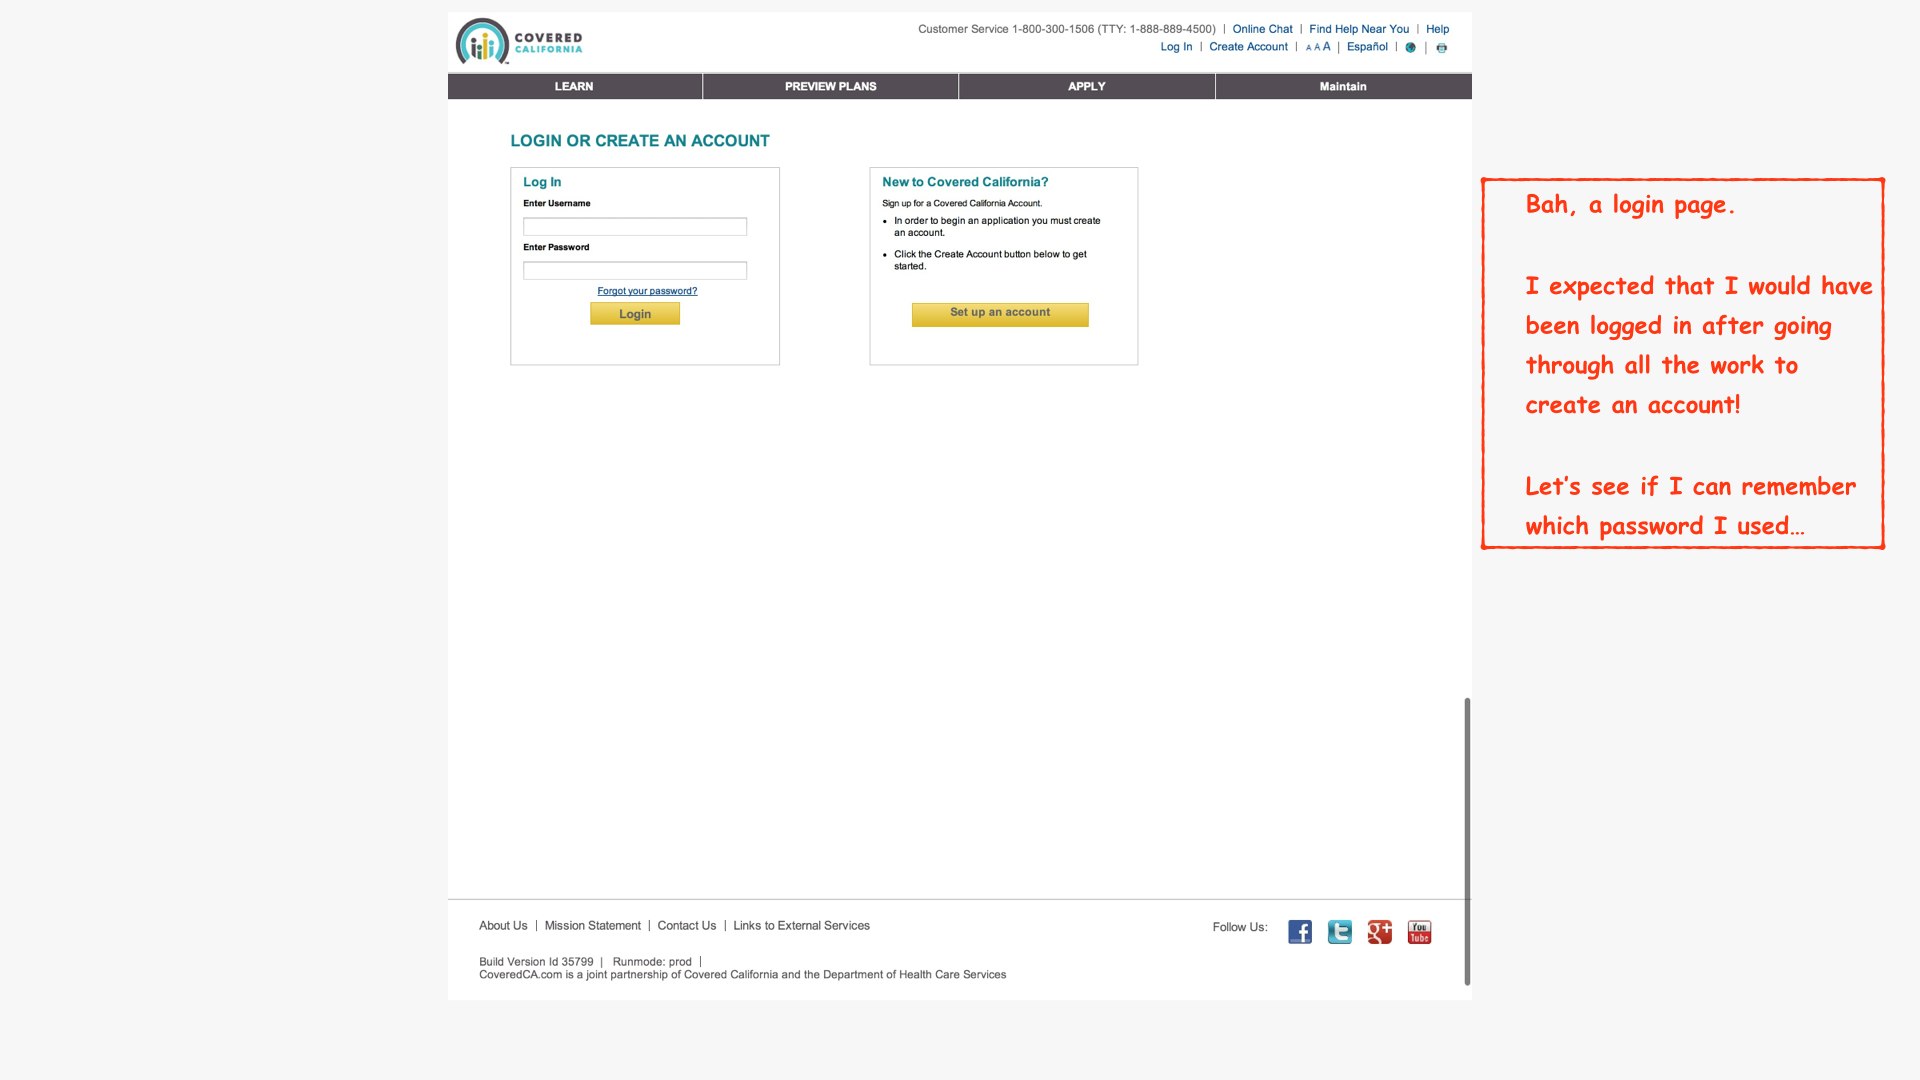 COVERED
CALIFORNIA
Customer Service 1-800-300-1506 (TTY: 1-888-889-4500) | Online Chat | Find Help Near You | Help
Log In | Create Account | A A A | Español | |
LEARN PREVIEW PLANS APPLY Maintain
LOGIN OR CREATE AN ACCOUNT
Log In
Enter Username
Enter Password
Forgot your password?
Login
New to Covered California?
Sign up for a Covered California Account.
• In order to begin an application you must create
an account.
• Click the Create Account button below to get
started.
Set up an account
Bah, a login page.
I expected that I would have
been logged in after going
through all the work to
create an account!
Let's see if I can remember
which password I used...
About Us | Mission Statement | Contact Us | Links to External Services
Follow Us: f t g+ You Tube
Build Version Id 35799 | Runmode: prod |
CoveredCA.com is a joint partnership of Covered California and the Department of Health Care Services